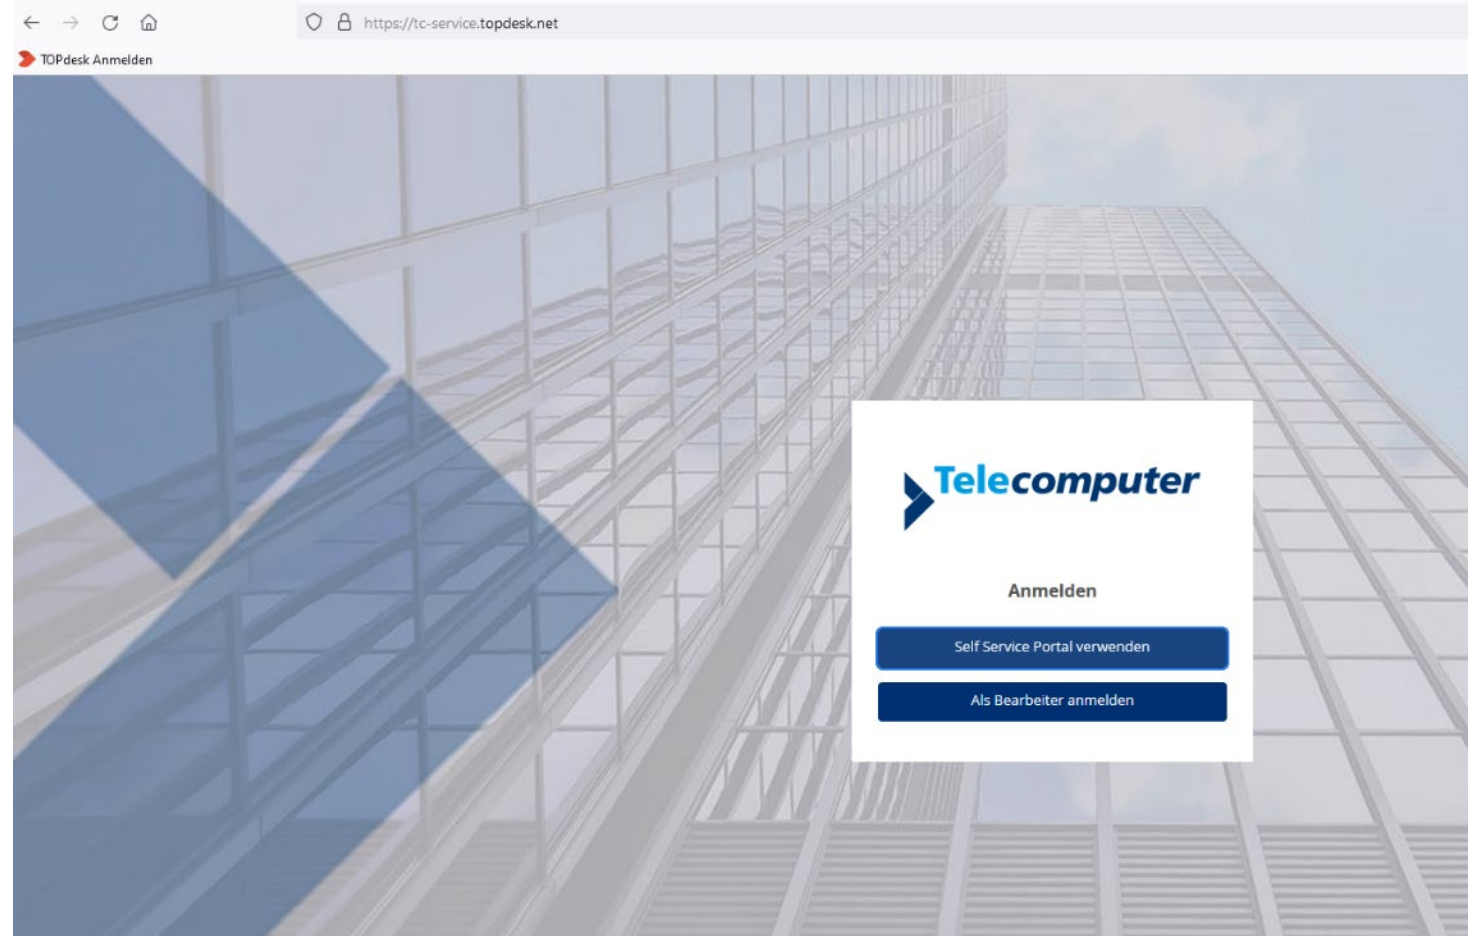 https://tc-service.topdesk.net
TOPdesk Anmelden
Telecomputer
Anmelden
Self Service Portal verwenden
Als Bearbeiter anmelden